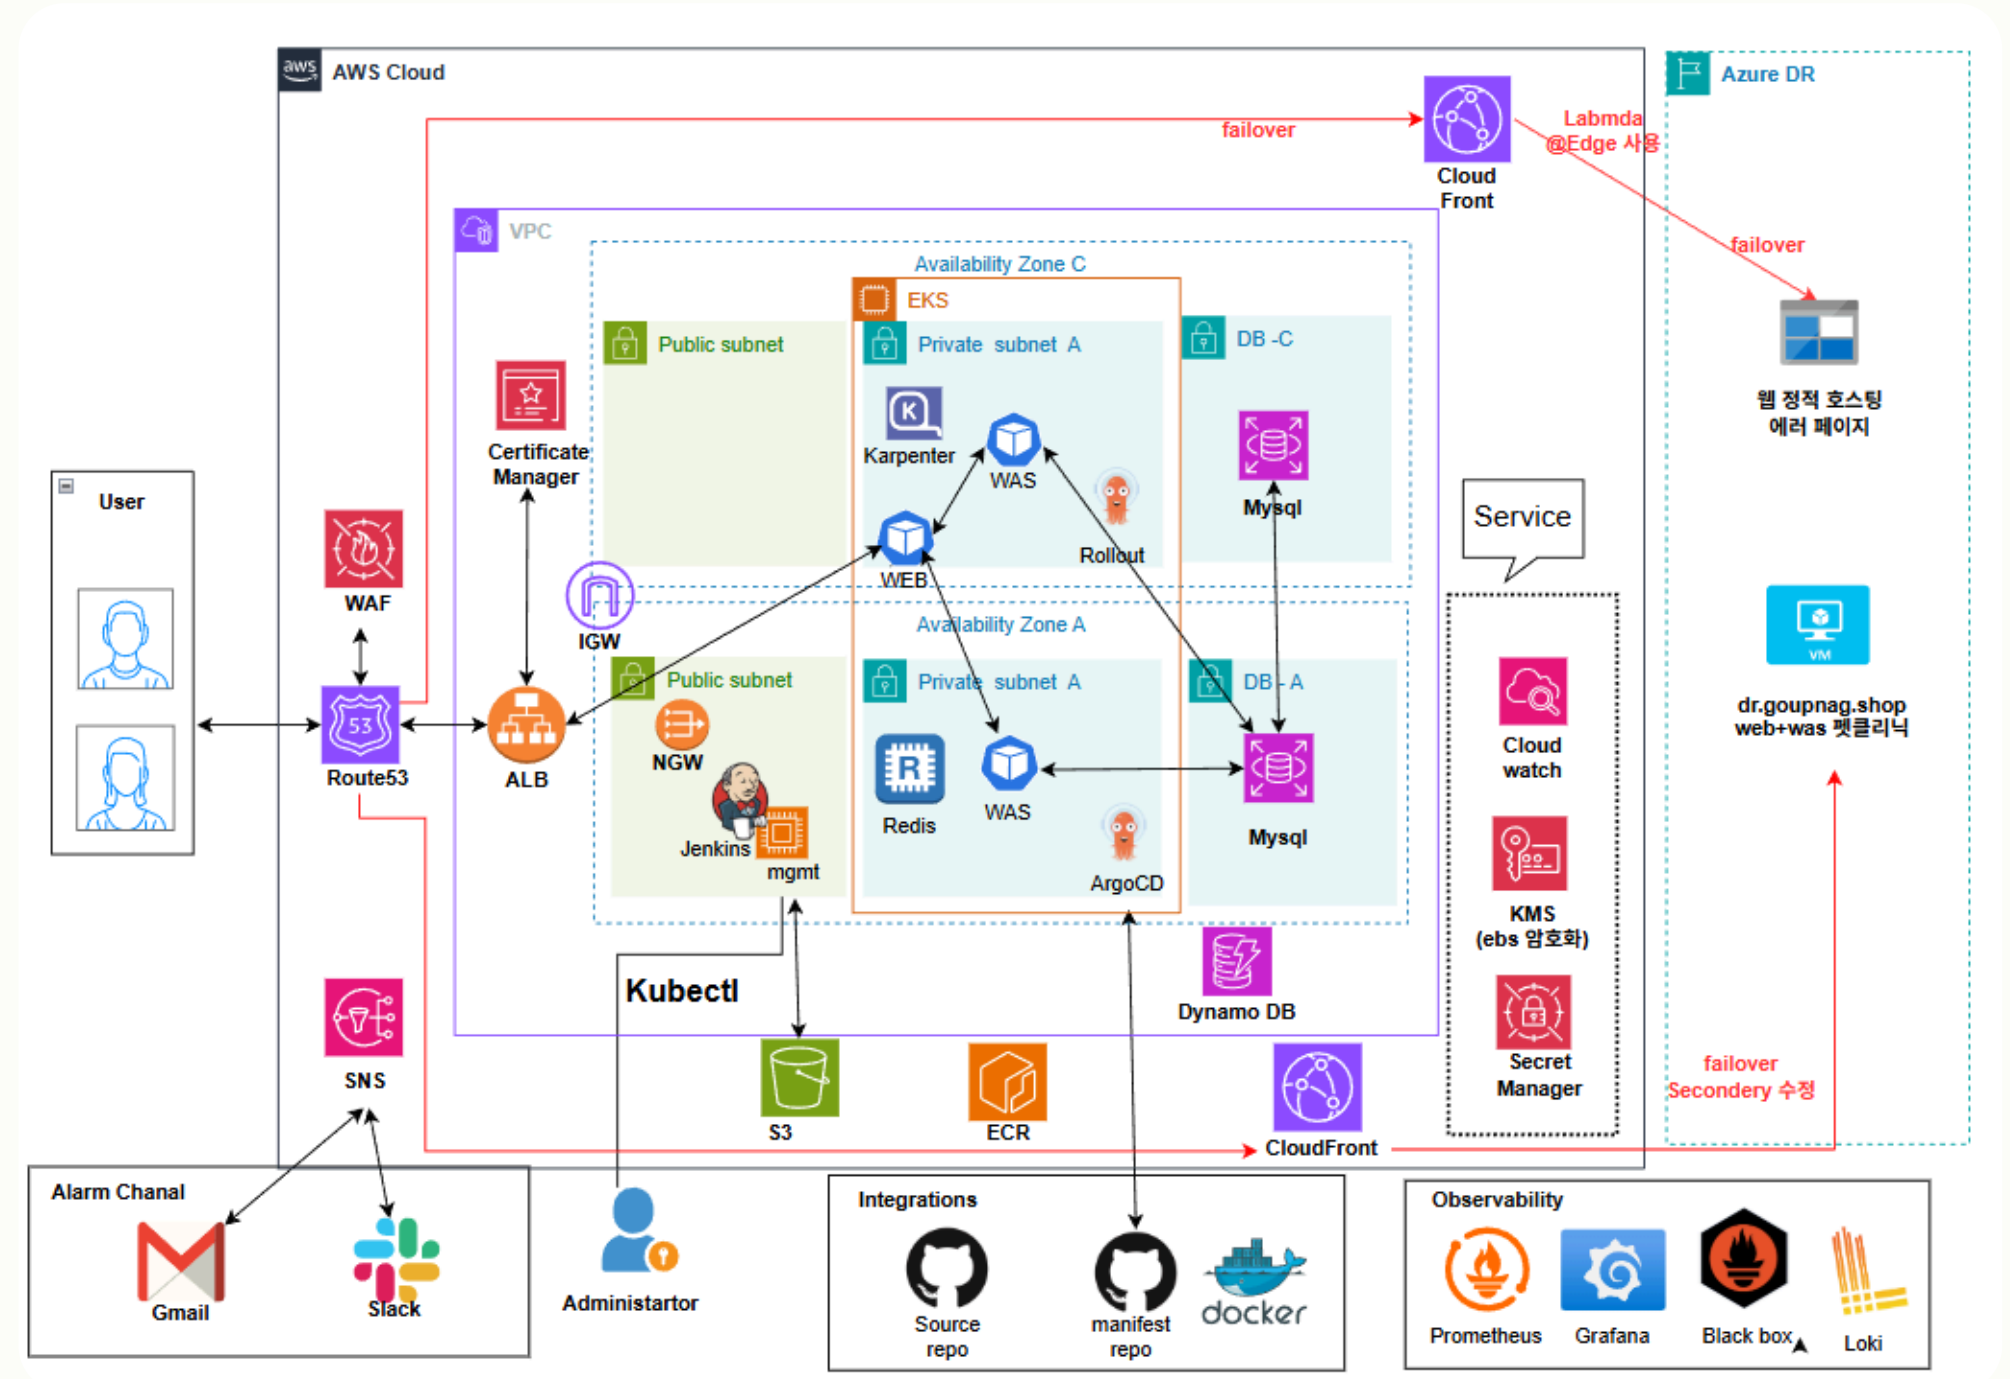 aws
AWS Cloud
Azure DR
failover
Labmda
@Edge 사용
Cloud
Front
failover
VPC
Availability Zone C
EKS
Public subnet
Private subnet A
DB -C
Certificate
Manager
Karpenter
WAS
Mysql
Rollout
WEB
웹 정적 호스팅
에러 페이지
User
WAF
IGW
Service
Availability Zone A
Public subnet
Private subnet A
DB - A
53
Route53
ALB
NGW
Jenkins
mgmt
R
Redis
WAS
Mysql
ArgoCD
Cloud
watch
VM
dr.goupnag.shop
web+was 펫클리닉
KMS
(ebs 암호화)
Kubectl
Dynamo DB
Secret
Manager
SNS
S3
ECR
CloudFront
failover
Secondery 수정
Alarm Chanal
Gmail
Slack
Administartor
Integrations
Source
repo
manifest
repo
docker
Observability
Prometheus
Grafana
Black box
Loki
K